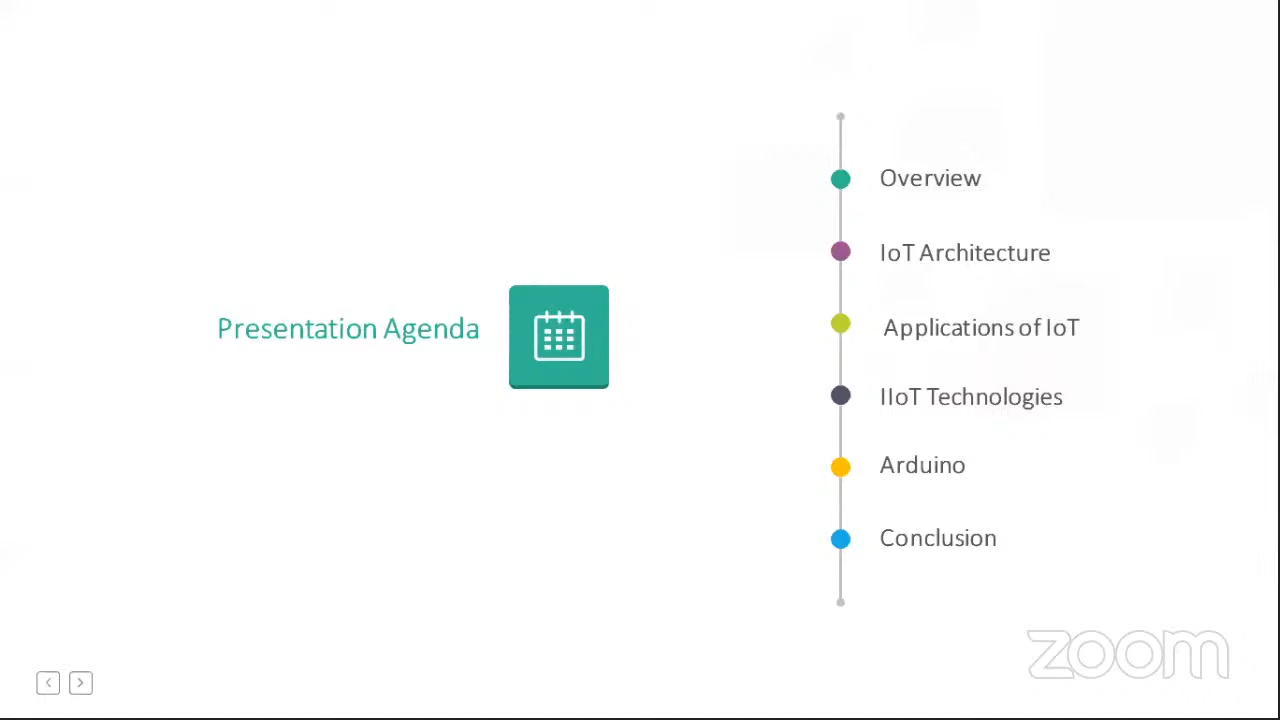 Presentation Agenda
Overview
IoT Architecture
Applications of IoT
IIoT Technologies
Arduino
Conclusion
zoom